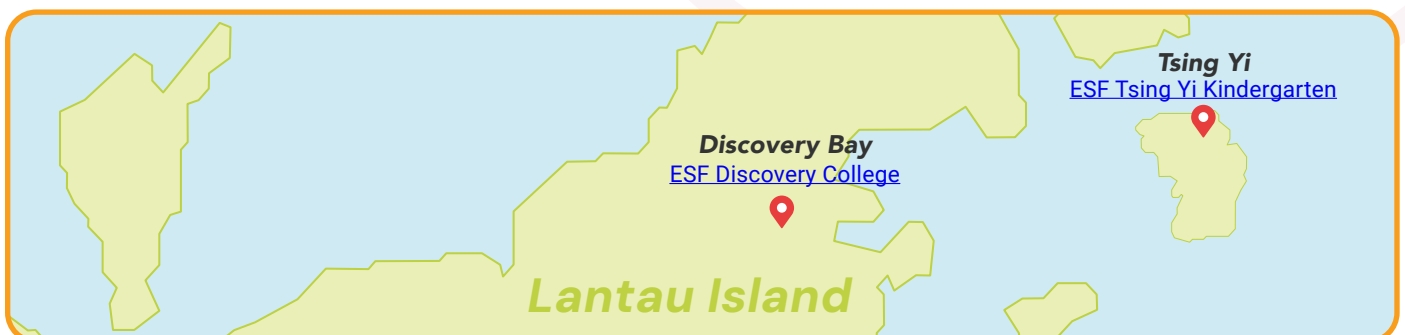 Tsing Yi
ESF Tsing Yi Kindergarten
Discovery Bay
ESF Discovery College
Lantau Island